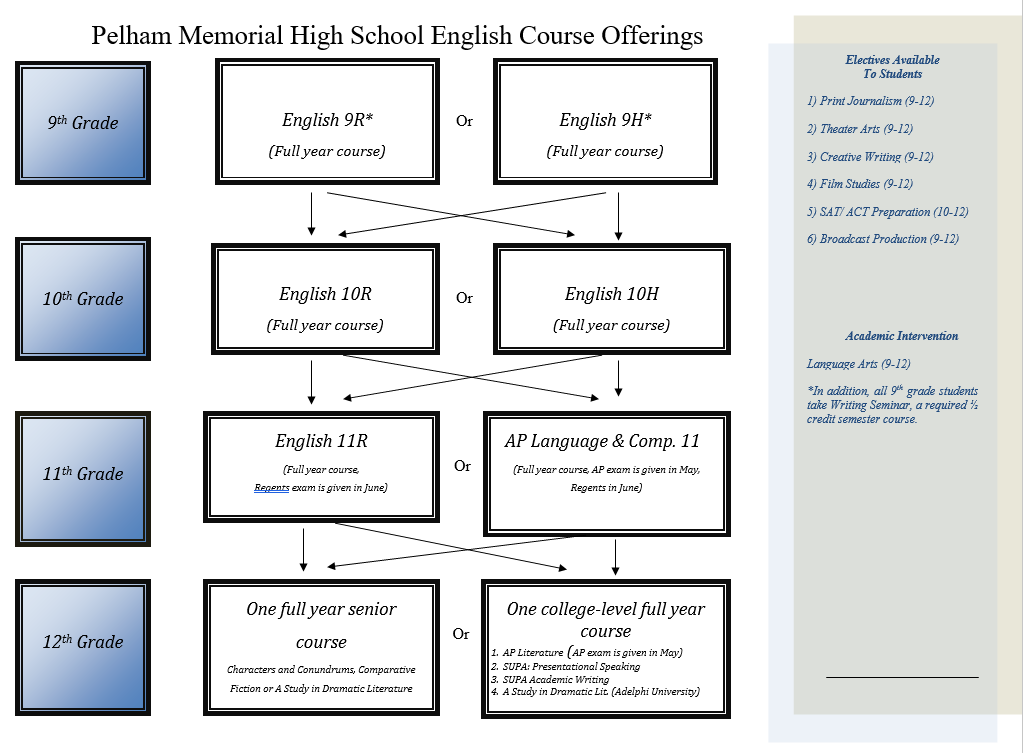 Pelham Memorial High School English Course Offerings
9th Grade
English 9R*
(Full year course)
Or
English 9H*
(Full year course)
10th Grade
English 10R
(Full year course)
Or
English 10H
(Full year course)
11th Grade
English 11R
(Full year course,
Regents exam is given in June)
Or
AP Language & Comp. 11
(Full year course, AP exam is given in May,
Regents in June)
12th Grade
One full year senior
course
Characters and Conundrums, Comparative
Fiction or A Study in Dramatic Literature
Or
One college-level full year
course
1. AP Literature (AP exam is given in May)
2. SUPA: Presentational Speaking
3. SUPA Academic Writing
4. A Study in Dramatic Lit. (Adelphi University)
Electives Available
To Students
1) Print Journalism (9-12)
2) Theater Arts (9-12)
3) Creative Writing (9-12)
4) Film Studies (9-12)
5) SAT/ ACT Preparation (10-12)
6) Broadcast Production (9-12)
Academic Intervention
Language Arts (9-12)
*In addition, all 9th grade students
take Writing Seminar, a required ½
credit semester course.